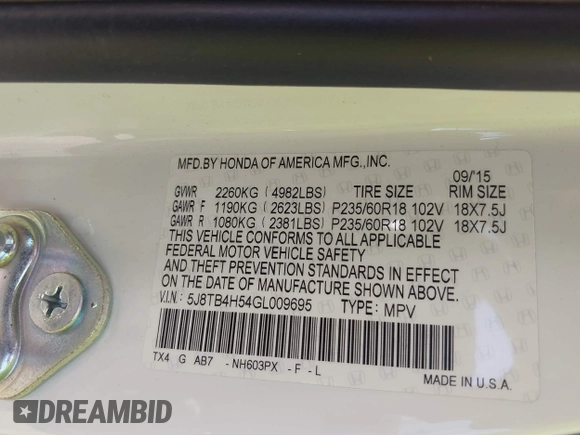 MFD. BY HONDA OF AMERICA MFG., INC.
09/'15
GVWR 2260KG (4982LBS) TIRE SIZE RIM SIZE
GAWR F 1190KG (2623LBS) P235/60R18 102V 18X7.5J
GAWR R 1080KG (2381LBS) P235/60R18 102V 18X7.5J
THIS VEHICLE CONFORMS TO ALL APPLICABLE
FEDERAL MOTOR VEHICLE SAFETY
AND THEFT PREVENTION STANDARDS IN EFFECT
ON THE DATE OF MANUFACTURE SHOWN ABOVE.
V.I.N.: 5J8TB4H54GL009695 TYPE: MPV
TX4 G AB7 - NH603PX - F - L
MADE IN U.S.A.
DREAMBID